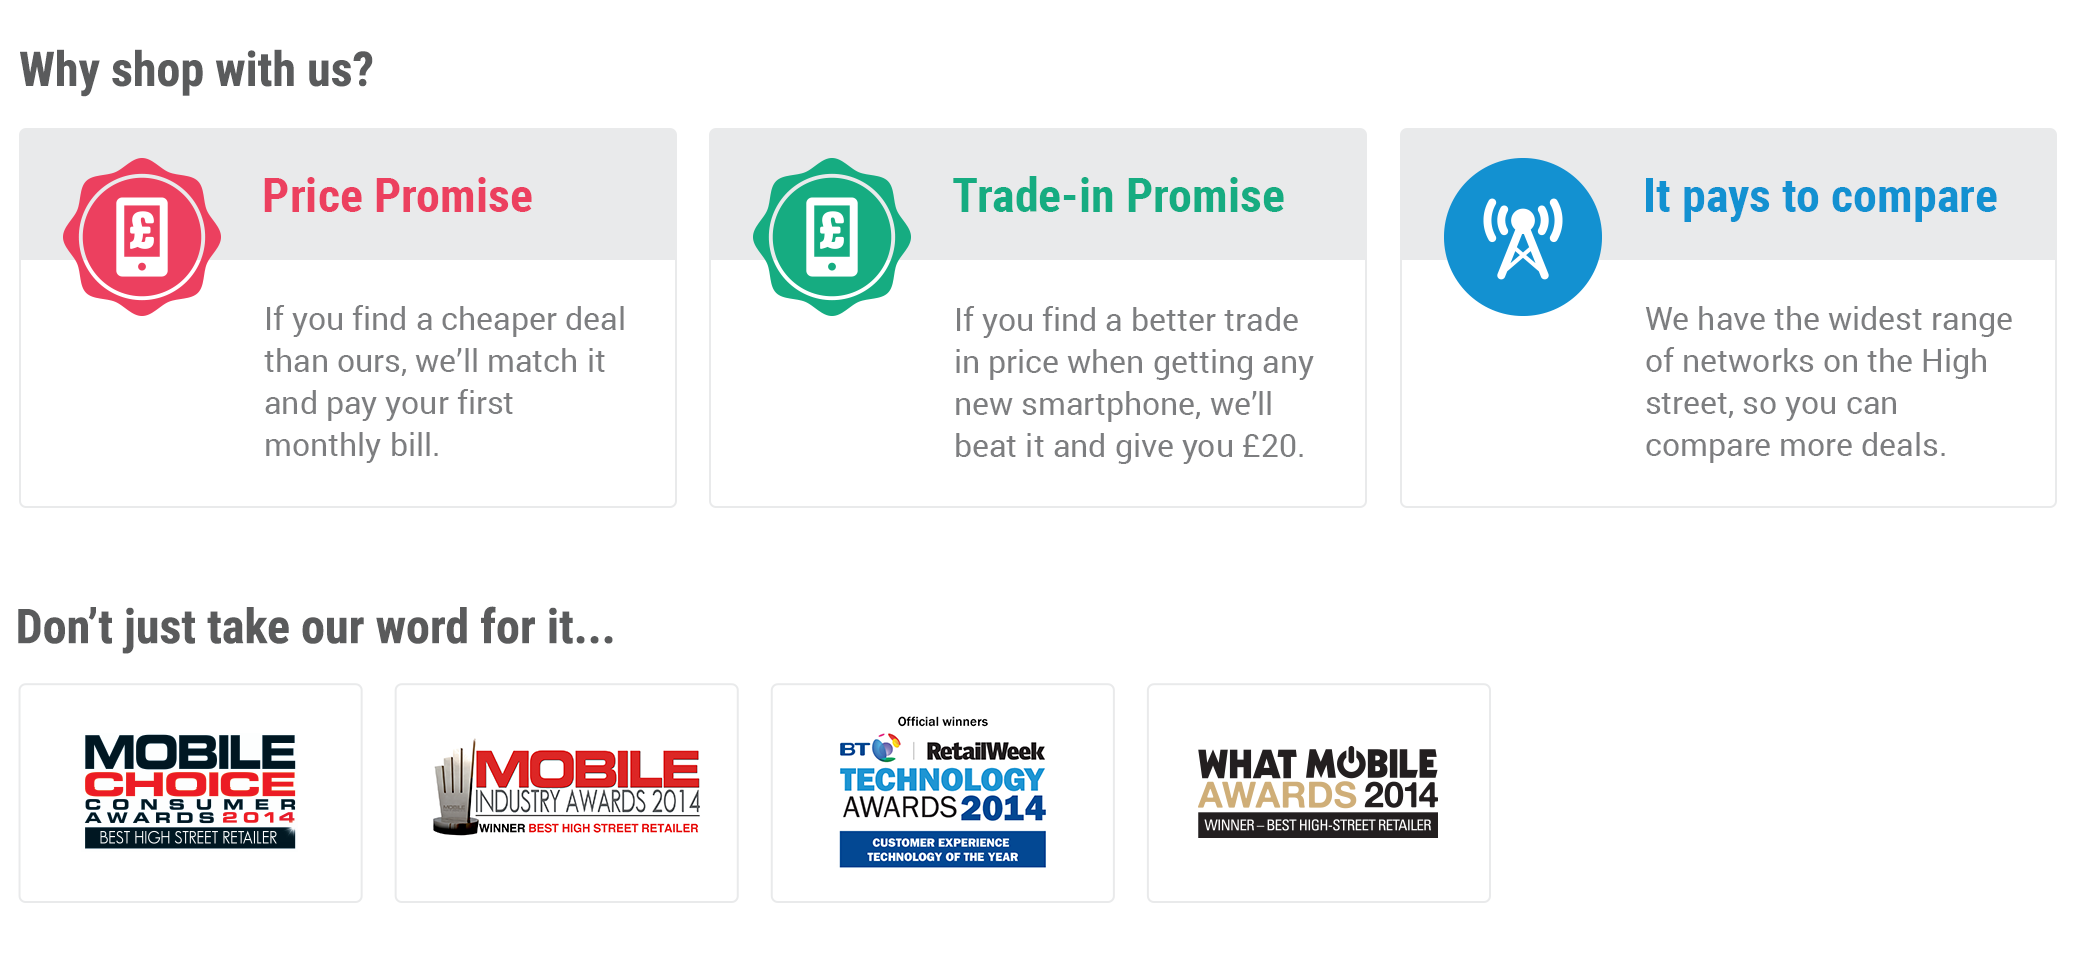 Why shop with us?
Price Promise
If you find a cheaper deal
than ours, we’ll match it
and pay your first
monthly bill.
Trade-in Promise
If you find a better trade
in price when getting any
new smartphone, we’ll
beat it and give you £20.
It pays to compare
We have the widest range
of networks on the High
street, so you can
compare more deals.
Don’t just take our word for it...
MOBILE
CHOICE
CONSUMER
AWARDS 2014
BEST HIGH STREET RETAILER
MOBILE
INDUSTRY AWARDS 2014
WINNER BEST HIGH STREET RETAILER
Official winners
BT RetailWeek
TECHNOLOGY
AWARDS 2014
CUSTOMER EXPERIENCE
TECHNOLOGY OF THE YEAR
WHAT MOBILE
AWARDS 2014
WINNER – BEST HIGH-STREET RETAILER